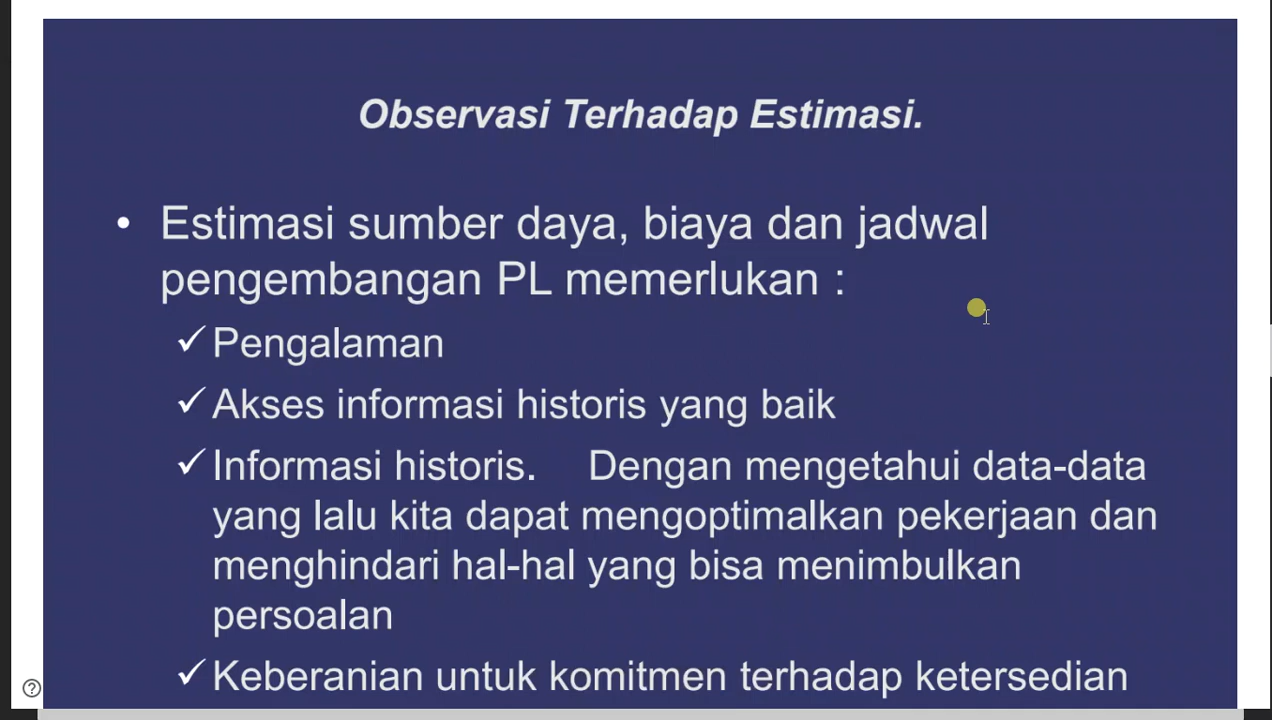 Observasi Terhadap Estimasi.
• Estimasi sumber daya, biaya dan jadwal
pengembangan PL memerlukan :
✓ Pengalaman
✓ Akses informasi historis yang baik
✓ Informasi historis. Dengan mengetahui data-data
yang lalu kita dapat mengoptimalkan pekerjaan dan
menghindari hal-hal yang bisa menimbulkan
persoalan
✓ Keberanian untuk komitmen terhadap ketersedian